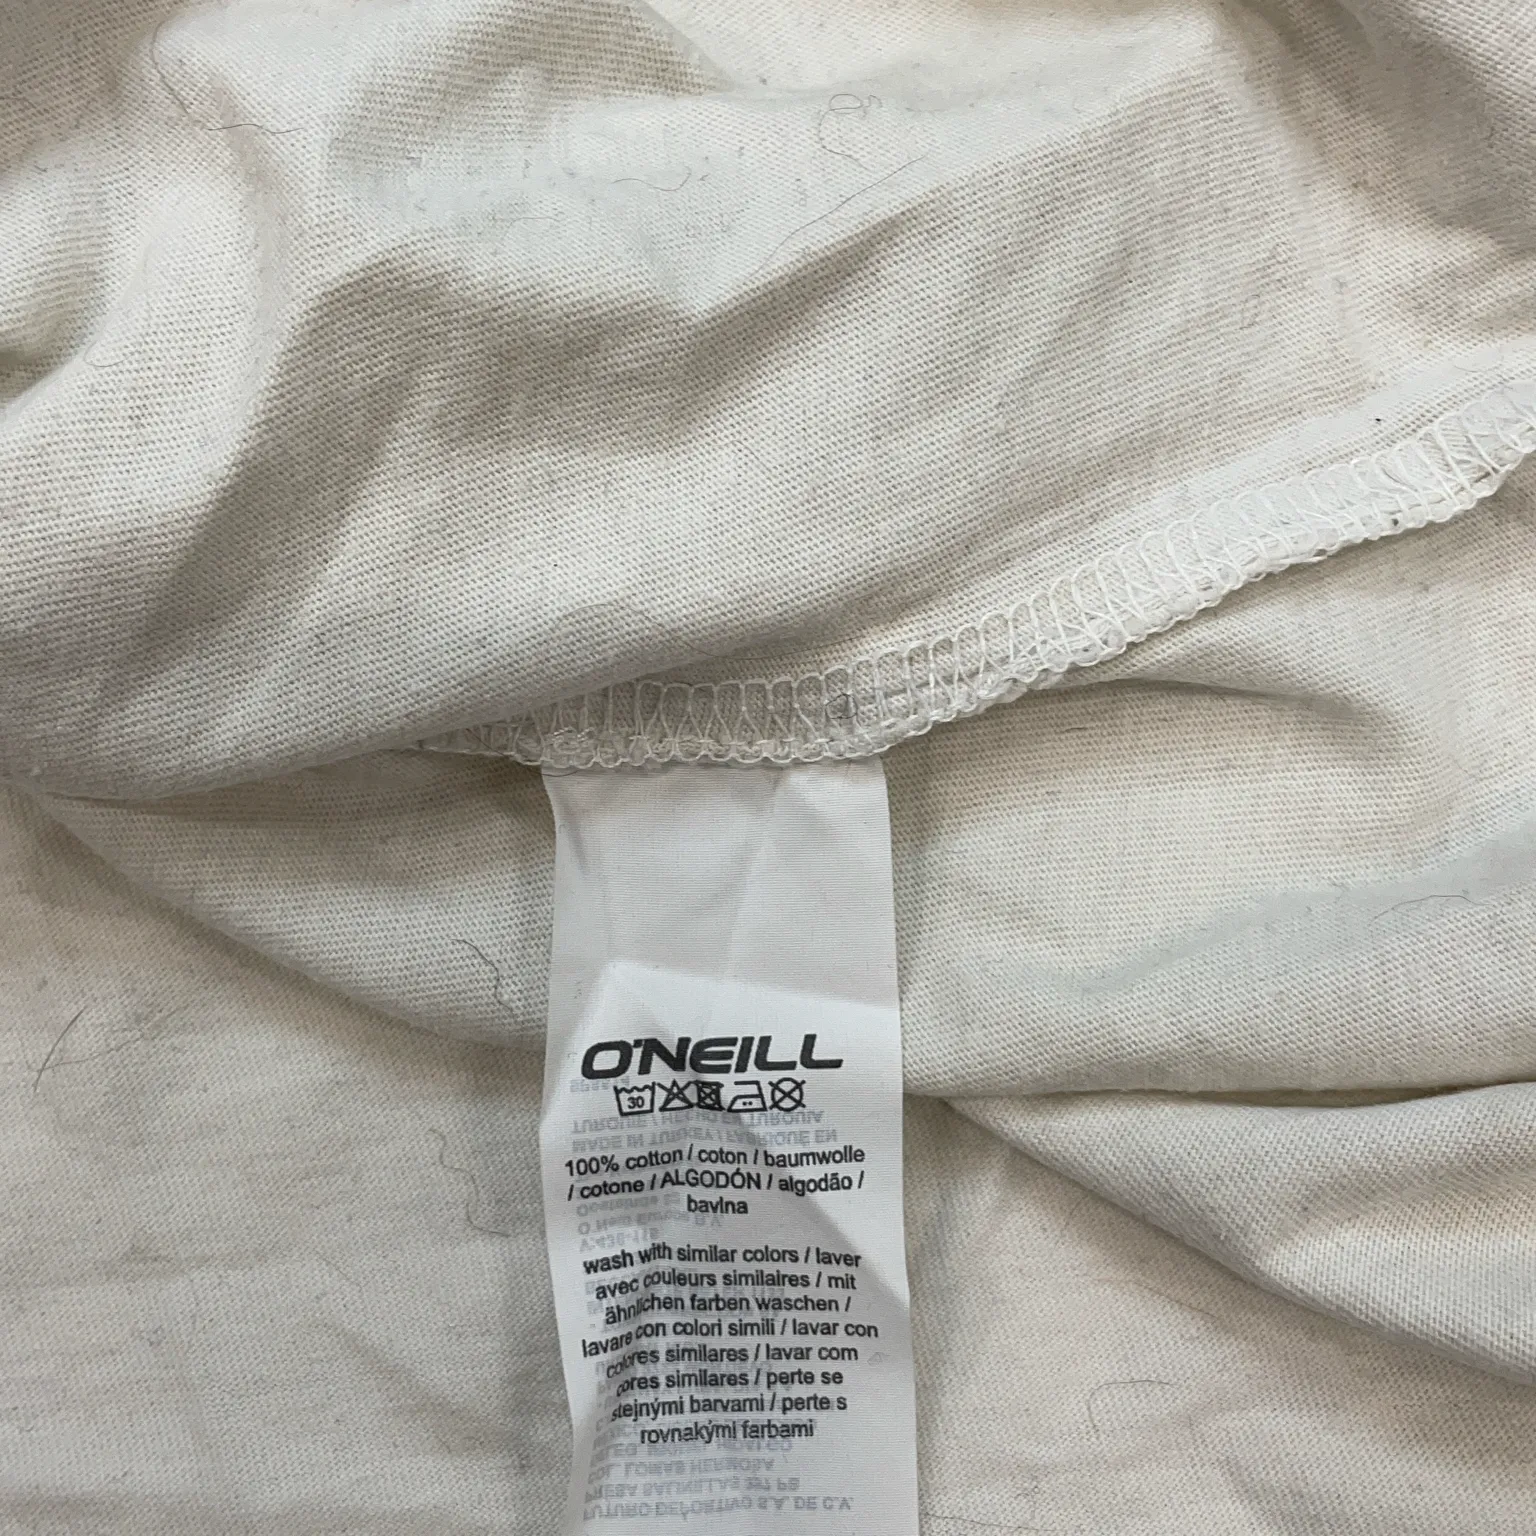 O'NEILL
30
100% cotton / coton / baumwolle
/ cotone / ALGODÓN / algodão /
bavlna
wash with similar colors / laver
avec couleurs similaires / mit
ähnlichen farben waschen /
lavare con colori simili / lavar con
colores similares / lavar com
cores similares / perte se
stejnými barvami / perte s
rovnakými farbami